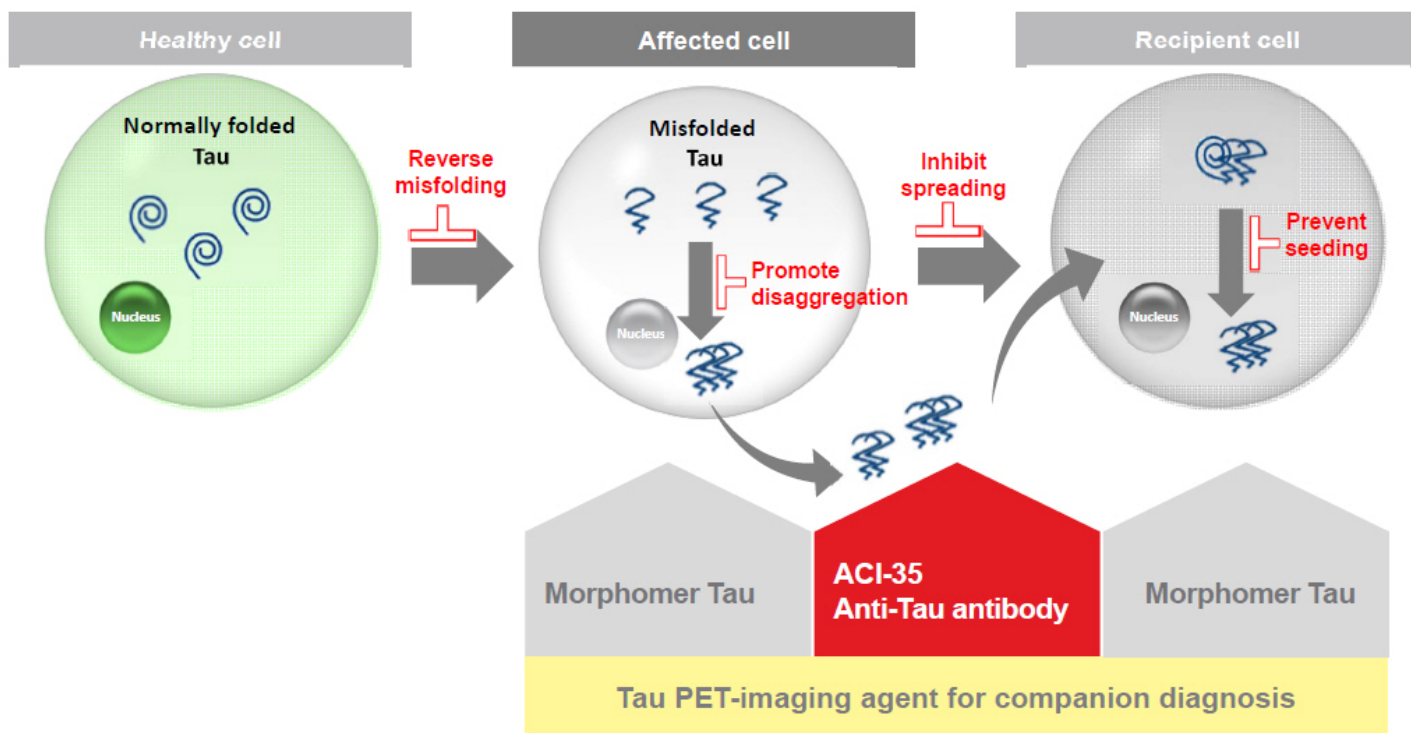 Healthy cell
Affected cell
Recipient cell
Normally folded
Tau
Nucleus
Reverse
misfolding
Misfolded
Tau
Promote
disaggregation
Nucleus
Inhibit
spreading
Prevent
seeding
Nucleus
Morphomer Tau
ACI-35
Anti-Tau antibody
Morphomer Tau
Tau PET-imaging agent for companion diagnosis